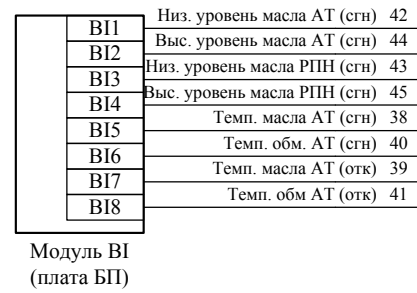 BI1 Низ. уровень масла АТ (сгн) 42
BI2 Выс. уровень масла АТ (сгн) 44
BI3 Низ. уровень масла РПН (сгн) 43
BI4 Выс. уровень масла РПН (сгн) 45
BI5 Темп. масла АТ (сгн) 38
BI6 Темп. обм. АТ (сгн) 40
BI7 Темп. масла АТ (отк) 39
BI8 Темп. обм АТ (отк) 41
Модуль BI
(плата БП)